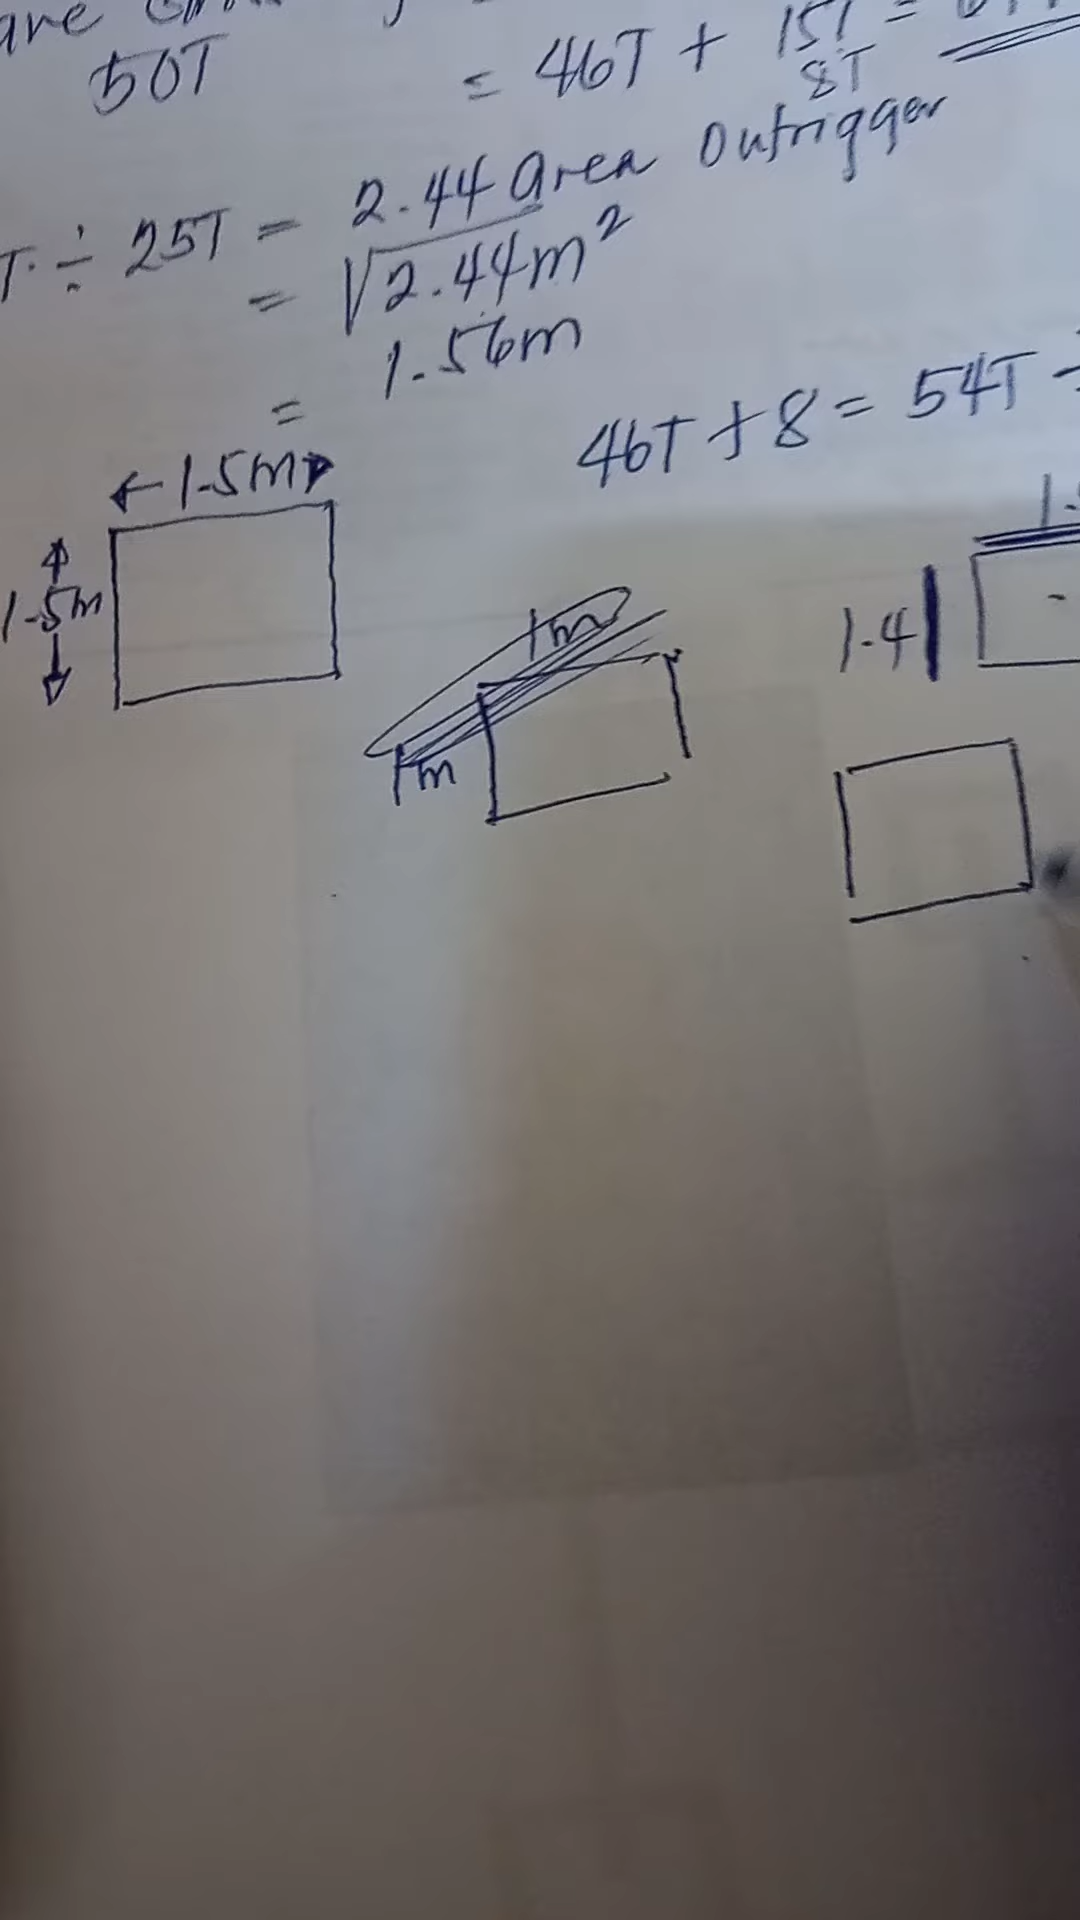 50T
= 46T + 15T =
8T
T ÷ 25T = 2.44 Area Outrigger
= √2.44m²
= 1.56m
46T + 8 = 54T ÷
1.5m
1.5m
1m
1m
1.4